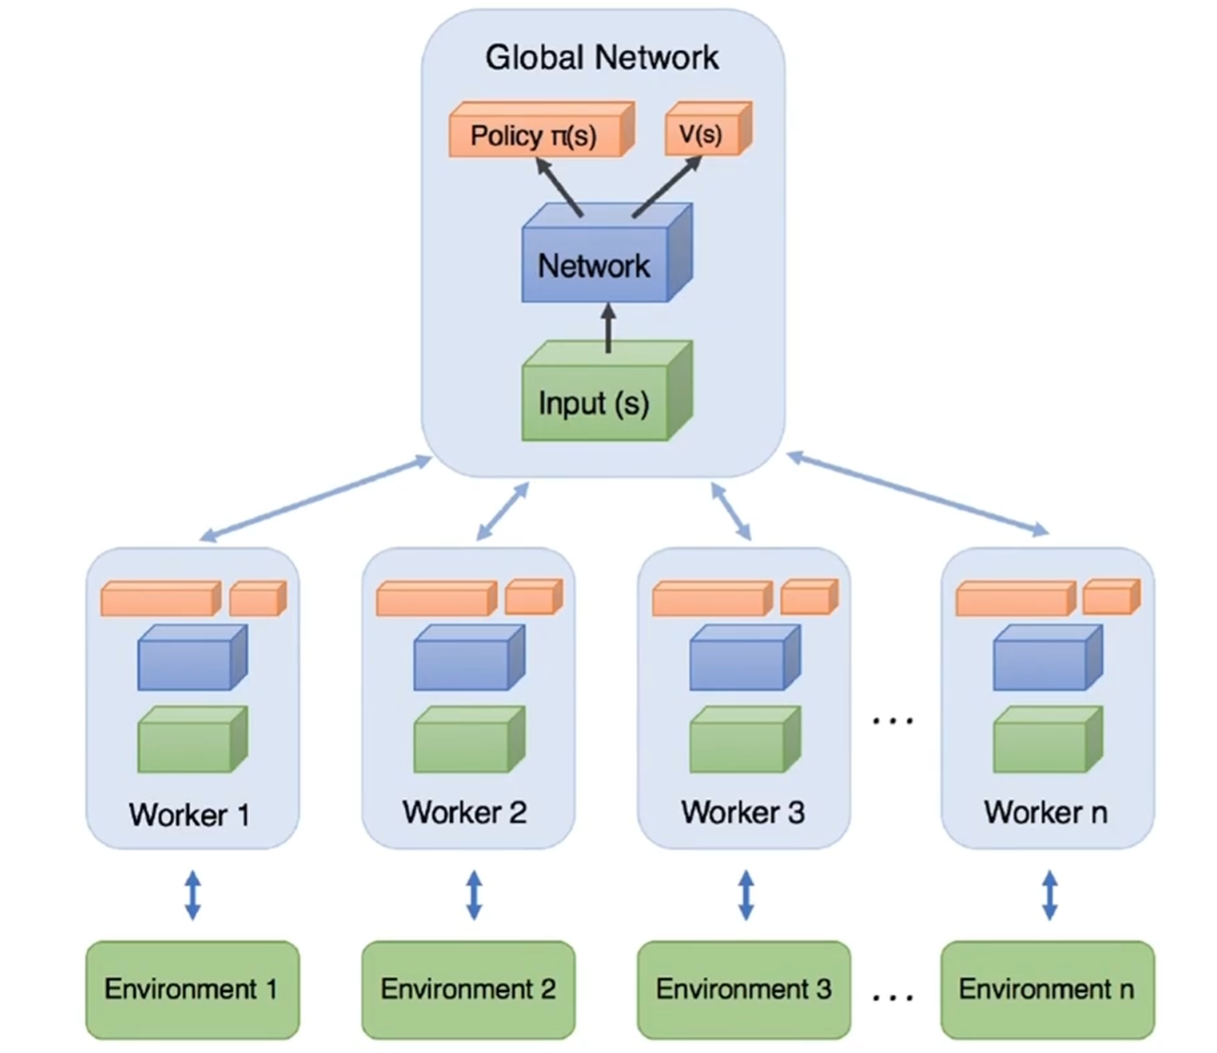 Global Network
Policy π(s)
V(s)
Network
Input (s)
Worker 1
Worker 2
Worker 3
...
Worker n
Environment 1
Environment 2
Environment 3
...
Environment n